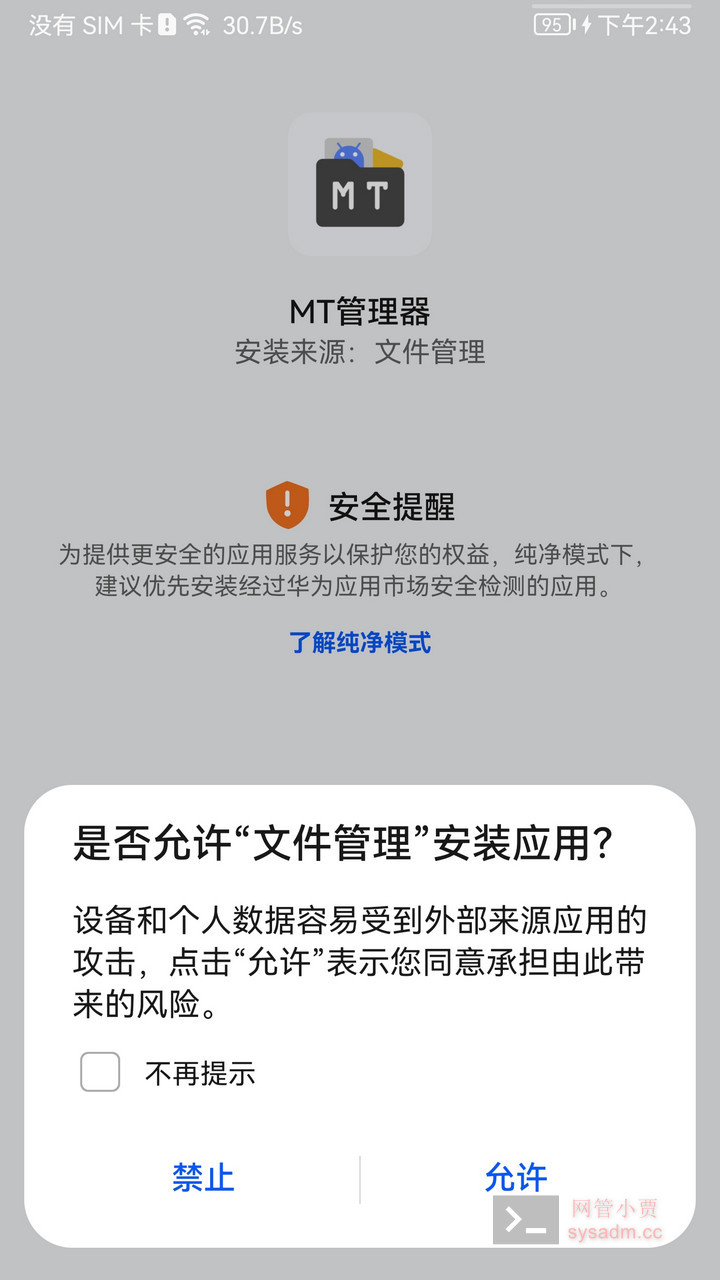 没有 SIM 卡 30.7B/s 95 下午2:43
MT
MT管理器
安装来源：文件管理
安全提醒
为提供更安全的应用服务以保护您的权益，纯净模式下，
建议优先安装经过华为应用市场安全检测的应用。
了解纯净模式
是否允许“文件管理”安装应用？
设备和个人数据容易受到外部来源应用的
攻击，点击“允许”表示您同意承担由此带
来的风险。
不再提示
禁止 允许
网管小贾
sysadm.cc